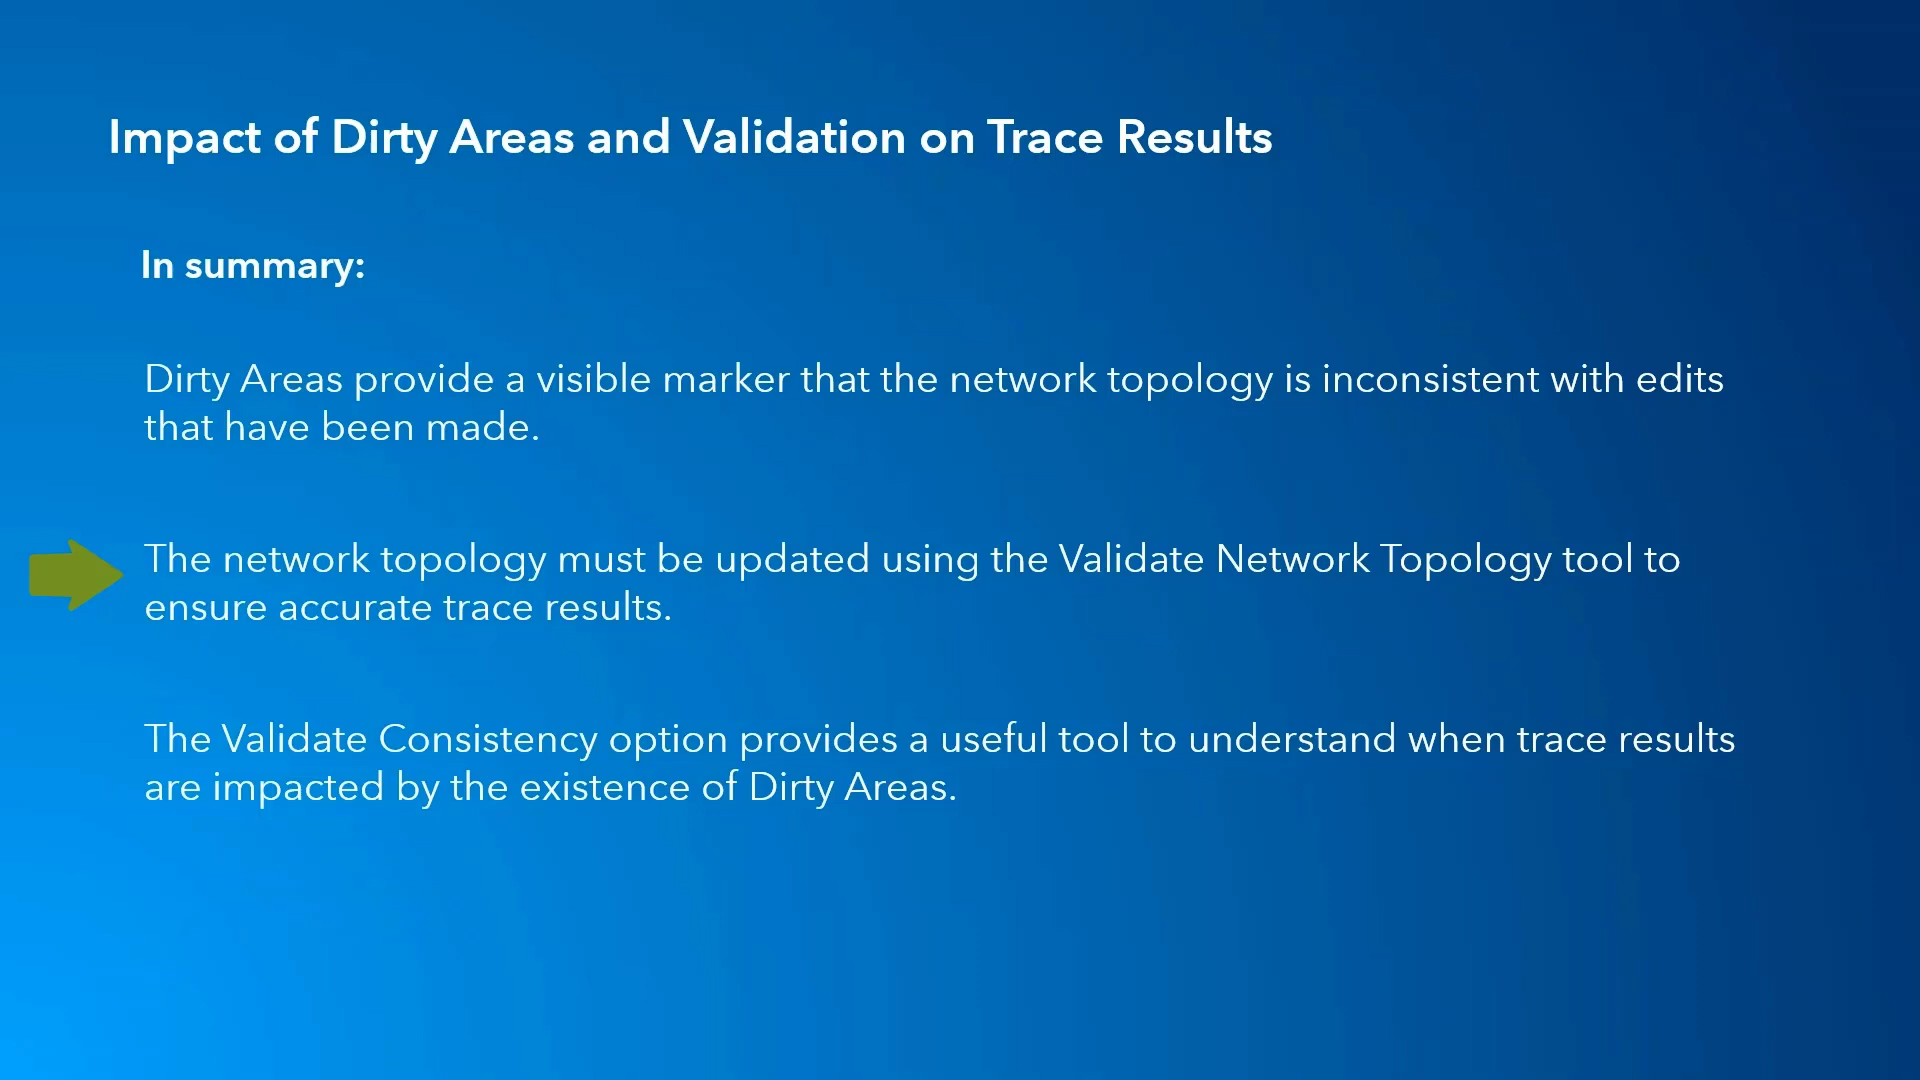 Impact of Dirty Areas and Validation on Trace Results
In summary:
Dirty Areas provide a visible marker that the network topology is inconsistent with edits
that have been made.
The network topology must be updated using the Validate Network Topology tool to
ensure accurate trace results.
The Validate Consistency option provides a useful tool to understand when trace results
are impacted by the existence of Dirty Areas.